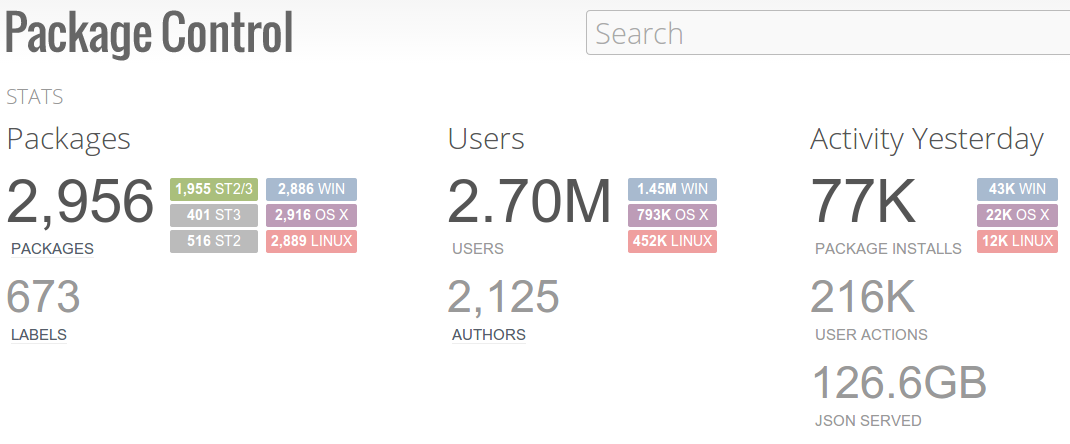 Package Control
Search
STATS
Packages
2,956
PACKAGES
1,955 ST2/3
401 ST3
516 ST2
2,886 WIN
2,916 OS X
2,889 LINUX
673
LABELS
Users
2.70M
USERS
1.45M WIN
793K OS X
452K LINUX
2,125
AUTHORS
Activity Yesterday
77K
PACKAGE INSTALLS
43K WIN
22K OS X
12K LINUX
216K
USER ACTIONS
126.6GB
JSON SERVED